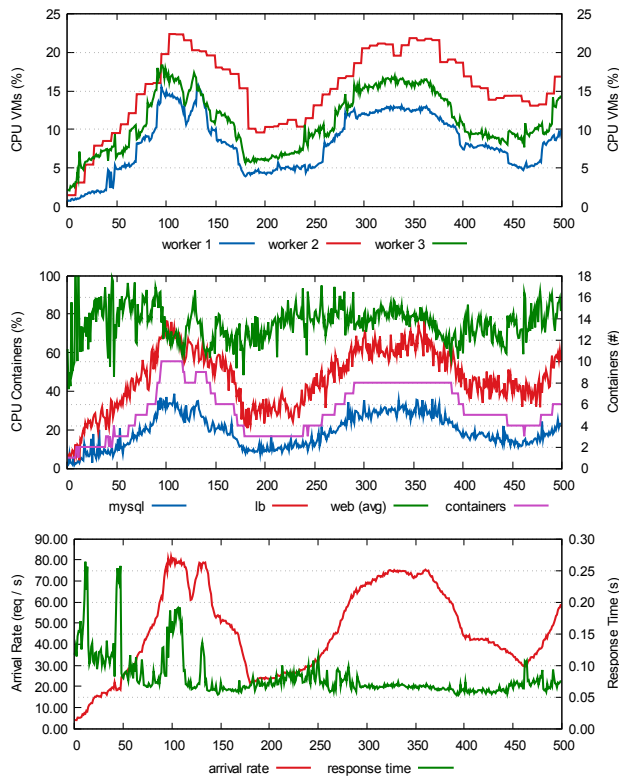 25 25
20 20
15 15
10 10
5 5
0 0
CPU VMs (%)
CPU VMs (%)
0 50 100 150 200 250 300 350 400 450 500
worker 1 worker 2 worker 3
100 18
16
80 14
12
60 10
40 8
6
20 4
2
0 0
CPU Containers (%)
Containers (#)
0 50 100 150 200 250 300 350 400 450 500
mysql lb web (avg) containers
90.00 0.30
80.00
70.00 0.25
60.00 0.20
50.00
40.00 0.15
30.00 0.10
20.00
10.00 0.05
0.00 0.00
Arrival Rate (req / s)
Response Time (s)
0 50 100 150 200 250 300 350 400 450 500
arrival rate response time